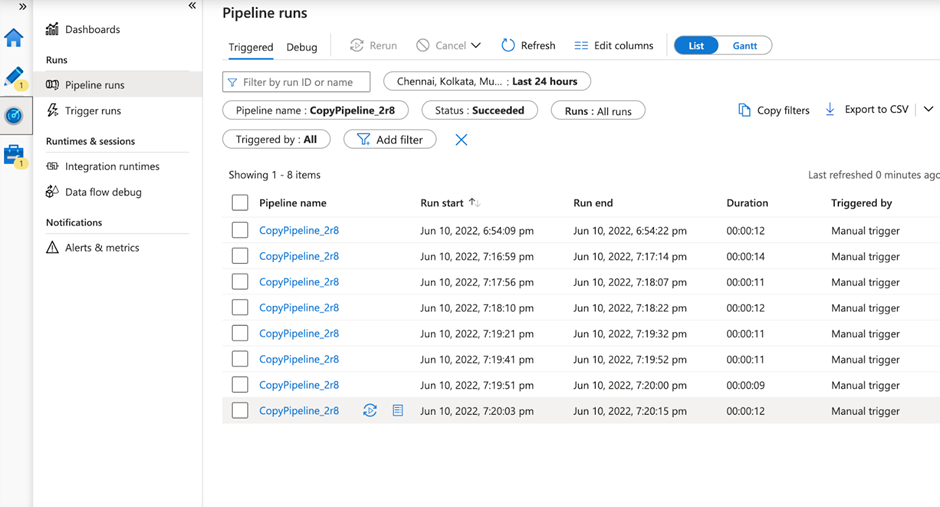 »
«
Dashboards
Runs
Pipeline runs
Trigger runs
Runtimes & sessions
Integration runtimes
Data flow debug
Notifications
Alerts & metrics
1
1
Pipeline runs
Triggered Debug Rerun Cancel Refresh Edit columns List Gantt
Filter by run ID or name Chennai, Kolkata, Mu... : Last 24 hours
Pipeline name : CopyPipeline_2r8 Status : Succeeded Runs : All runs Copy filters Export to CSV
Triggered by : All Add filter
Showing 1 - 8 items Last refreshed 0 minutes ago
Pipeline name Run start Run end Duration Triggered by
CopyPipeline_2r8 Jun 10, 2022, 6:54:09 pm Jun 10, 2022, 6:54:22 pm 00:00:12 Manual trigger
CopyPipeline_2r8 Jun 10, 2022, 7:16:59 pm Jun 10, 2022, 7:17:14 pm 00:00:14 Manual trigger
CopyPipeline_2r8 Jun 10, 2022, 7:17:56 pm Jun 10, 2022, 7:18:07 pm 00:00:11 Manual trigger
CopyPipeline_2r8 Jun 10, 2022, 7:18:10 pm Jun 10, 2022, 7:18:22 pm 00:00:12 Manual trigger
CopyPipeline_2r8 Jun 10, 2022, 7:19:21 pm Jun 10, 2022, 7:19:32 pm 00:00:11 Manual trigger
CopyPipeline_2r8 Jun 10, 2022, 7:19:41 pm Jun 10, 2022, 7:19:52 pm 00:00:11 Manual trigger
CopyPipeline_2r8 Jun 10, 2022, 7:19:51 pm Jun 10, 2022, 7:20:00 pm 00:00:09 Manual trigger
CopyPipeline_2r8 Jun 10, 2022, 7:20:03 pm Jun 10, 2022, 7:20:15 pm 00:00:12 Manual trigger